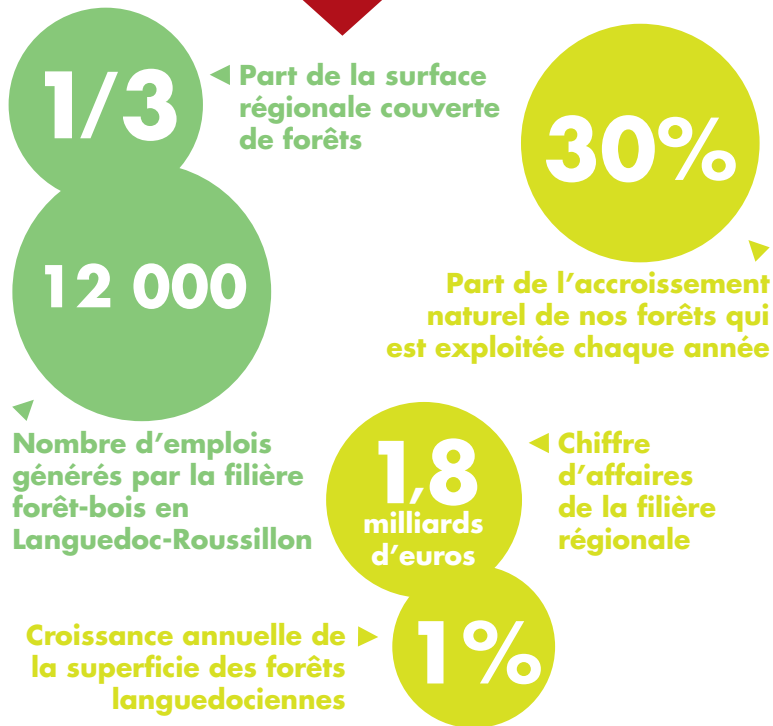 1/3
Part de la surface
régionale couverte
de forêts
30%
Part de l'accroissement
naturel de nos forêts qui
est exploitée chaque année
12 000
Nombre d'emplois
générés par la filière
forêt-bois en
Languedoc-Roussillon
1,8
milliards
d'euros
Chiffre
d'affaires
de la filière
régionale
1%
Croissance annuelle de
la superficie des forêts
languedociennes